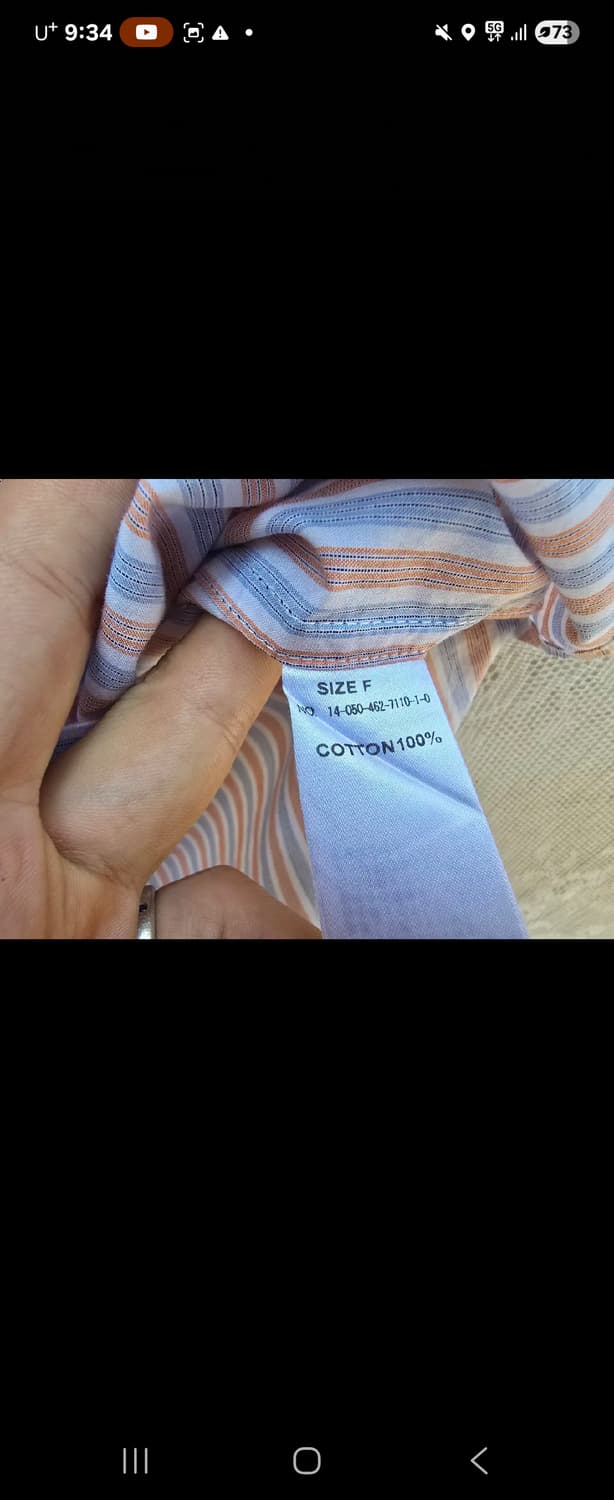 U+ 9:34
5G
73
SIZE F
NO. 14-050-462-7110-1-0
COTTON100%